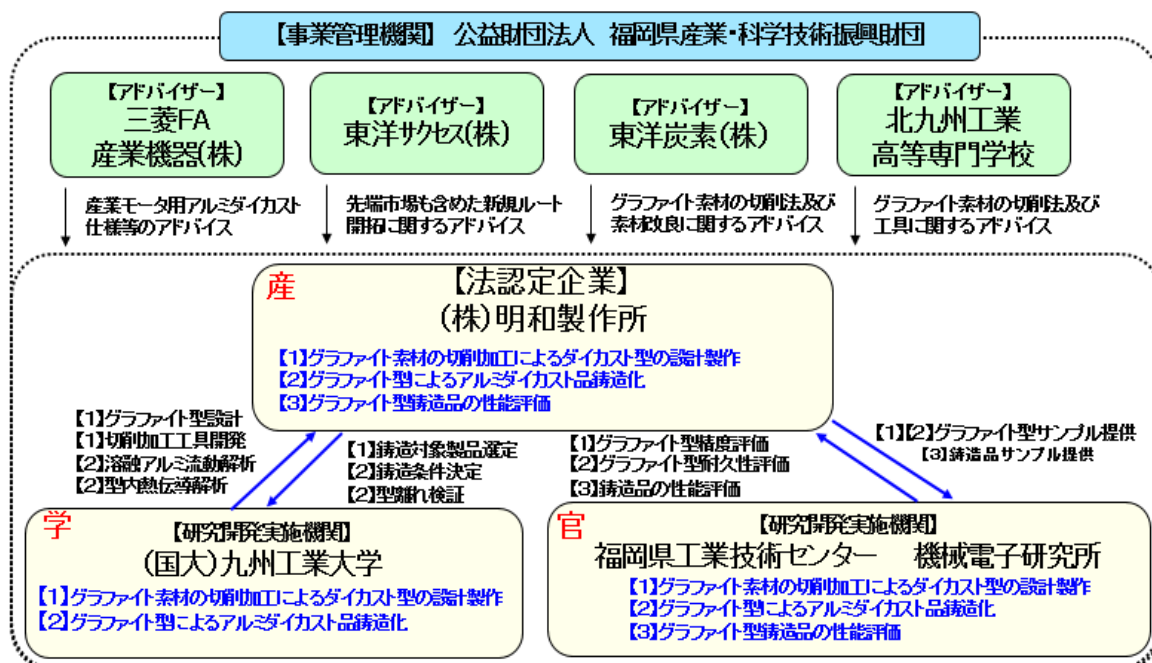 【事業管理機関】 公益財団法人 福岡県産業・科学技術振興財団
【アドバイザー】
三菱FA
産業機器(株)
【アドバイザー】
東洋サクセス(株)
【アドバイザー】
東洋炭素(株)
【アドバイザー】
北九州工業
高等専門学校
産業モータ用アルミダイカスト
仕様等のアドバイス
先端市場も含めた新規ルート
開拓に関するアドバイス
グラファイト素材の切削法及び
素材改良に関するアドバイス
グラファイト素材の切削法及び
工具に関するアドバイス
産
【法認定企業】
(株)明和製作所
【1】グラファイト素材の切削加工によるダイカスト型の設計製作
【2】グラファイト型によるアルミダイカスト品鋳造化
【3】グラファイト型鋳造品の性能評価
【1】グラファイト型設計
【1】切削加工工具開発
【2】溶融アルミ流動解析
【2】型内熱伝導解析
【1】鋳造対象製品選定
【2】鋳造条件決定
【2】型離れ検証
【1】グラファイト型精度評価
【2】グラファイト型耐久性評価
【3】鋳造品の性能評価
【1】【2】グラファイト型サンプル提供
【3】鋳造品サンプル提供
学
【研究開発実施機関】
(国大)九州工業大学
【1】グラファイト素材の切削加工によるダイカスト型の設計製作
【2】グラファイト型によるアルミダイカスト品鋳造化
官
【研究開発実施機関】
福岡県工業技術センター 機械電子研究所
【1】グラファイト素材の切削加工によるダイカスト型の設計製作
【2】グラファイト型によるアルミダイカスト品鋳造化
【3】グラファイト型鋳造品の性能評価